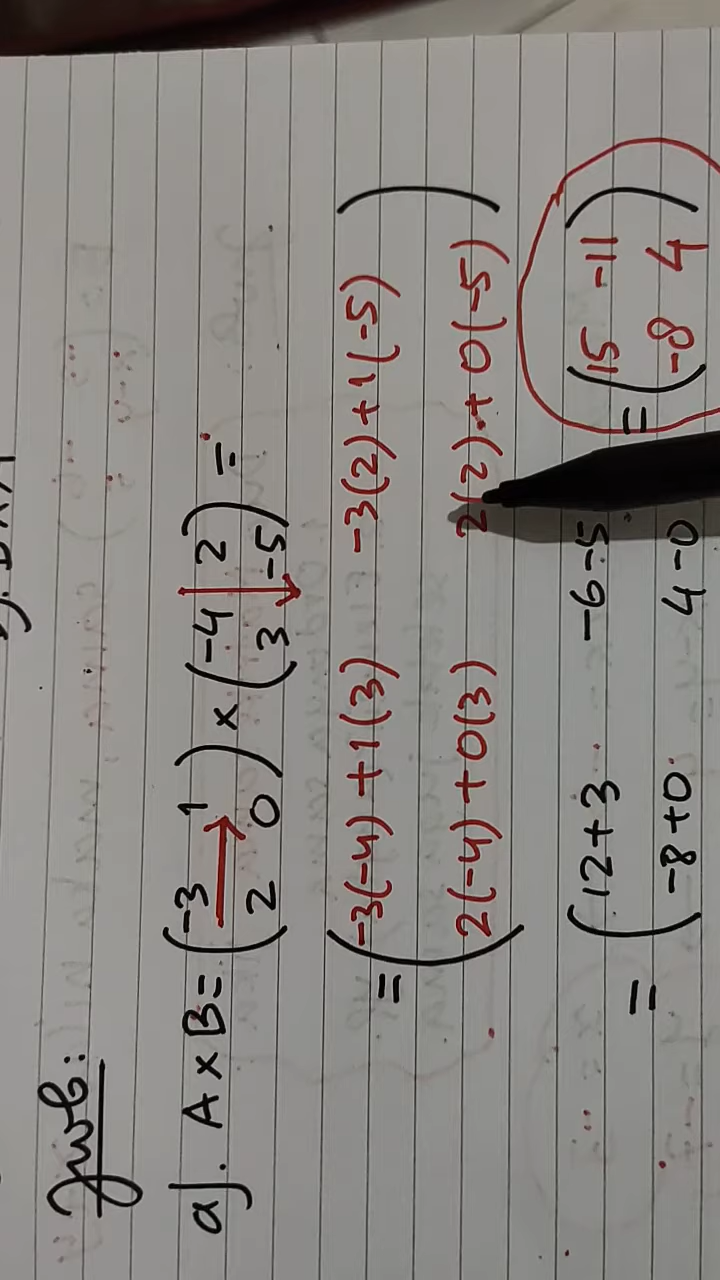 Jwb:
a). A x B = (-3 1) x (-4 2) =
(2 0) (3 -5)
= (-3(-4) + 1(3) -3(2) + 1(-5))
2(-4) + 0(3) 2(2) + 0(-5)
= (12+3 -6-5 = (15 -11)
-8+0 4-0 -8 4